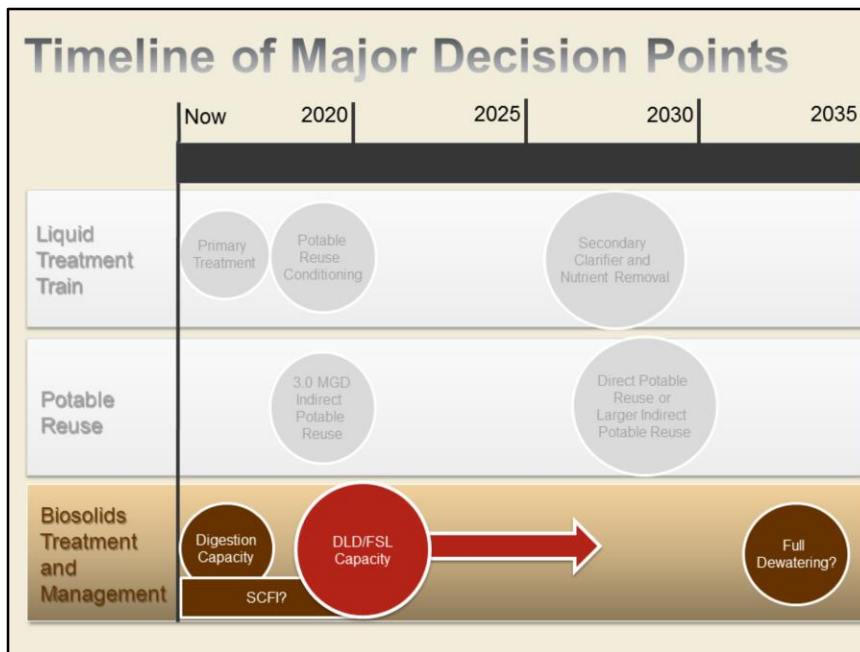 Timeline of Major Decision Points
Now 2020 2025 2030 2035
Liquid
Treatment
Train
Primary
Treatment
Potable
Reuse
Conditioning
Secondary
Clarifier and
Nutrient Removal
Potable
Reuse
3.0 MGD
Indirect
Potable
Reuse
Direct Potable
Reuse or
Larger Indirect
Potable Reuse
Biosolids
Treatment
and
Management
Digestion
Capacity
SCFI?
DLD/FSL
Capacity
Full
Dewatering?